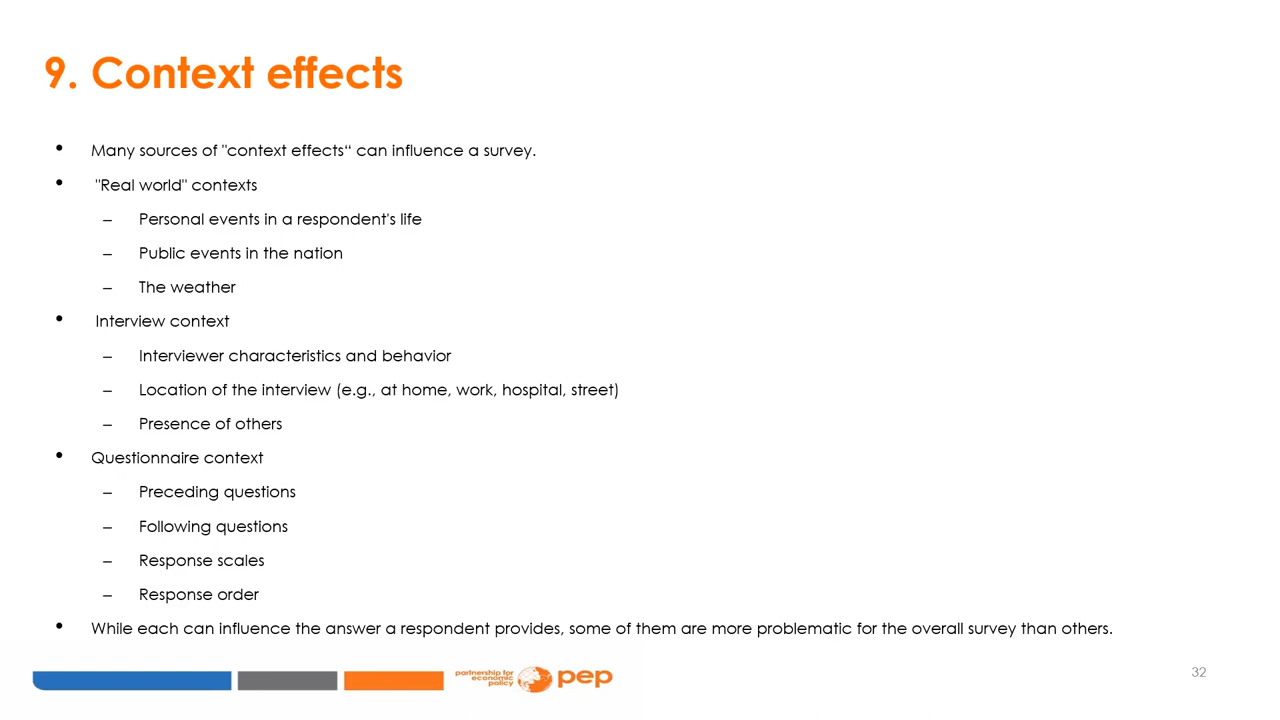 9. Context effects
• Many sources of "context effects“ can influence a survey.
• "Real world" contexts
– Personal events in a respondent's life
– Public events in the nation
– The weather
• Interview context
– Interviewer characteristics and behavior
– Location of the interview (e.g., at home, work, hospital, street)
– Presence of others
• Questionnaire context
– Preceding questions
– Following questions
– Response scales
– Response order
• While each can influence the answer a respondent provides, some of them are more problematic for the overall survey than others.
partnership for
economic
policy
pep
32